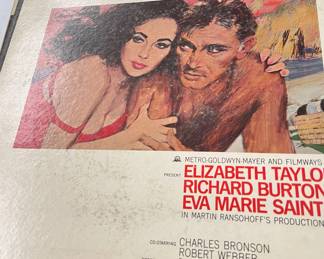 METRO-GOLDWYN-MAYER AND FILMWAYS
PRESENT ELIZABETH TAYLO
RICHARD BURTON
EVA MARIE SAINT
IN MARTIN RANSOHOFF'S PRODUCTION
CO-STARRING CHARLES BRONSON
ROBERT WEBBER